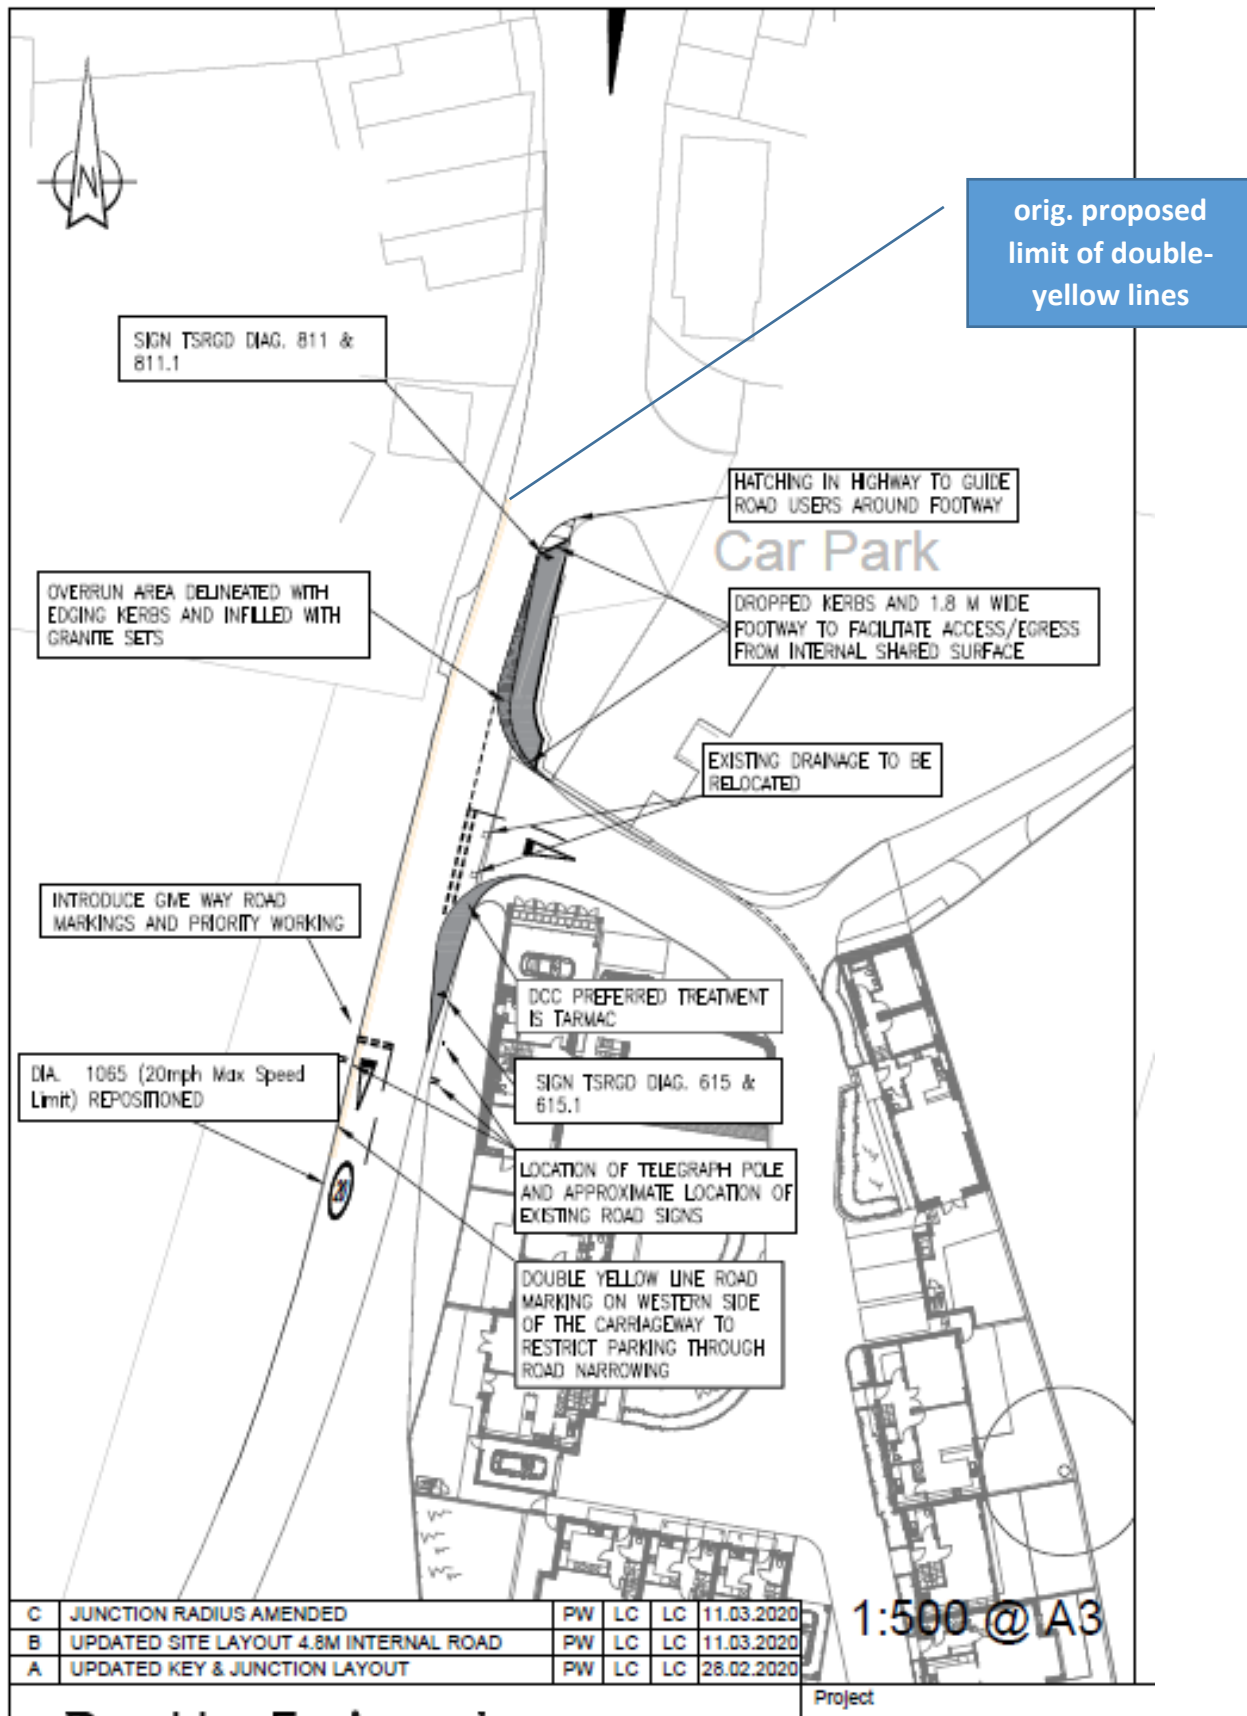 N
orig. proposed
limit of double-
yellow lines
SIGN TSRGD DIAG. 811 &
811.1
HATCHING IN HIGHWAY TO GUIDE
ROAD USERS AROUND FOOTWAY
Car Park
OVERRUN AREA DELINEATED WITH
EDGING KERBS AND INFILLED WITH
GRANITE SETS
DROPPED KERBS AND 1.8 M WIDE
FOOTWAY TO FACILITATE ACCESS/EGRESS
FROM INTERNAL SHARED SURFACE
EXISTING DRAINAGE TO BE
RELOCATED
INTRODUCE GIVE WAY ROAD
MARKINGS AND PRIORITY WORKING
DCC PREFERRED TREATMENT
IS TARMAC
DIA. 1065 (20mph Max Speed
Limit) REPOSITIONED
SIGN TSRGD DIAG. 615 &
615.1
20
LOCATION OF TELEGRAPH POLE
AND APPROXIMATE LOCATION OF
EXISTING ROAD SIGNS
DOUBLE YELLOW LINE ROAD
MARKING ON WESTERN SIDE
OF THE CARRIAGEWAY TO
RESTRICT PARKING THROUGH
ROAD NARROWING
C JUNCTION RADIUS AMENDED PW LC LC 11.03.2020
B UPDATED SITE LAYOUT 4.8M INTERNAL ROAD PW LC LC 11.03.2020
A UPDATED KEY & JUNCTION LAYOUT PW LC LC 28.02.2020
1:500 @ A3
Project